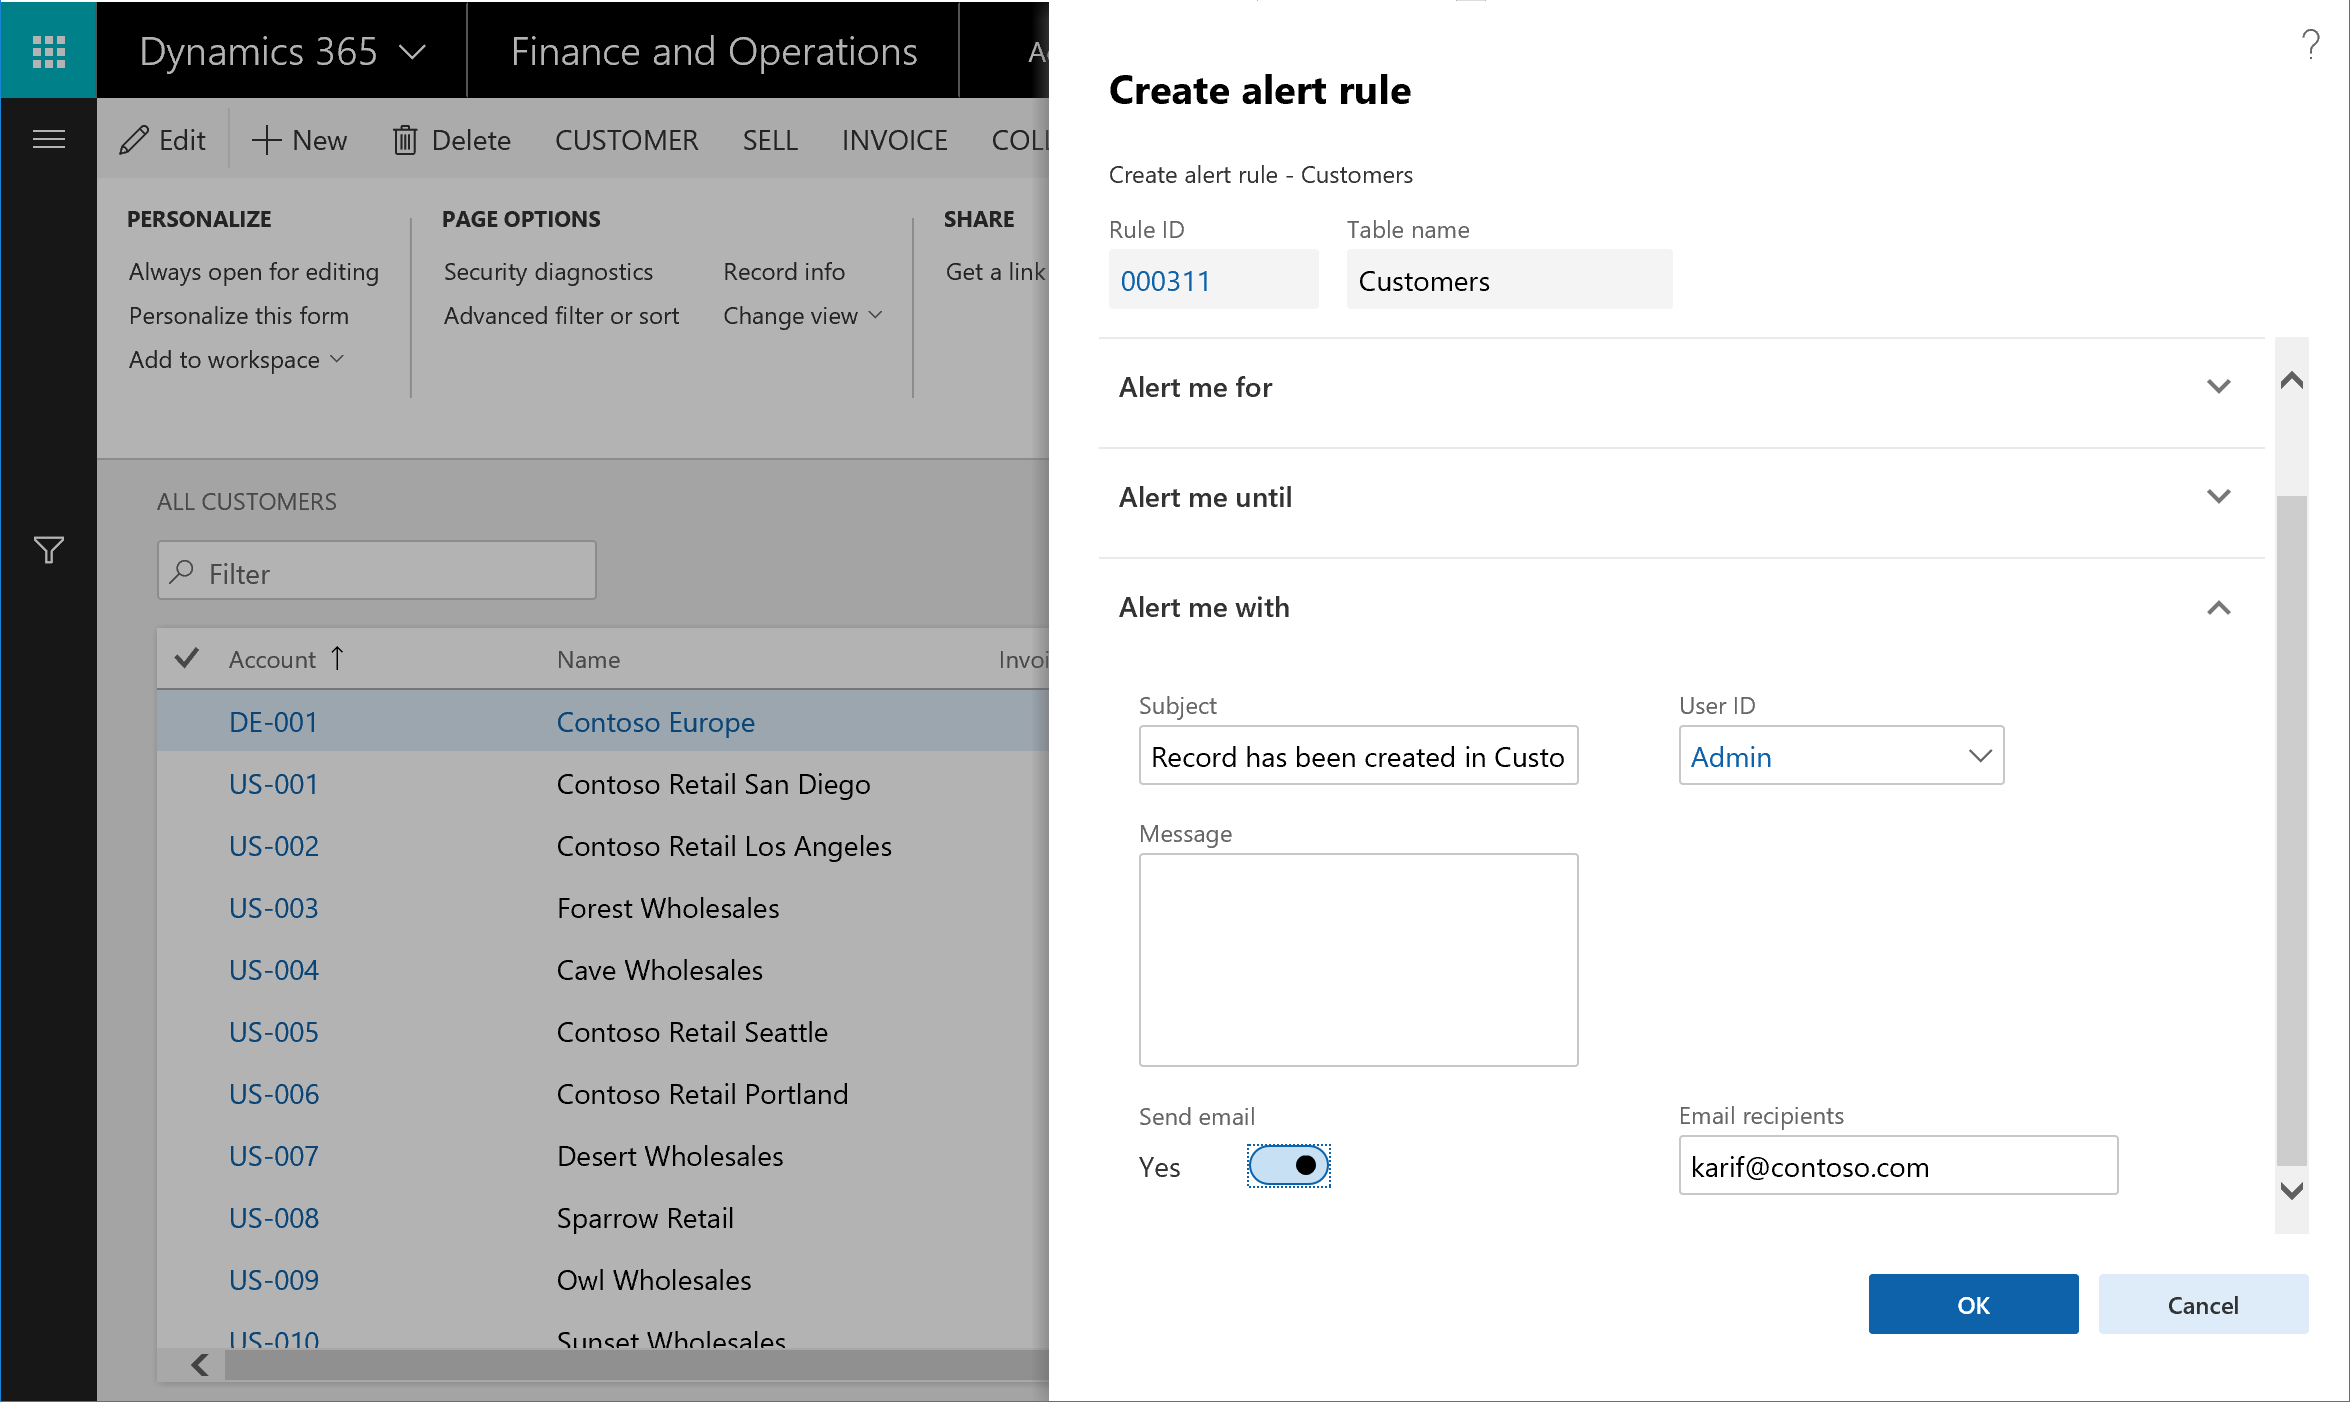 Dynamics 365
Finance and Operations
Edit
New
Delete
CUSTOMER
SELL
INVOICE
PERSONALIZE
Always open for editing
Personalize this form
Add to workspace
PAGE OPTIONS
Security diagnostics
Record info
Advanced filter or sort
Change view
SHARE
Get a link
ALL CUSTOMERS
Filter
Account
Name
DE-001 Contoso Europe
US-001 Contoso Retail San Diego
US-002 Contoso Retail Los Angeles
US-003 Forest Wholesales
US-004 Cave Wholesales
US-005 Contoso Retail Seattle
US-006 Contoso Retail Portland
US-007 Desert Wholesales
US-008 Sparrow Retail
US-009 Owl Wholesales
US-010 Sunset Wholesales
?
Create alert rule
Create alert rule - Customers
Rule ID
000311
Table name
Customers
Alert me for
Alert me until
Alert me with
Subject
Record has been created in Custo
User ID
Admin
Message
Send email
Yes
Email recipients
karif@contoso.com
OK
Cancel